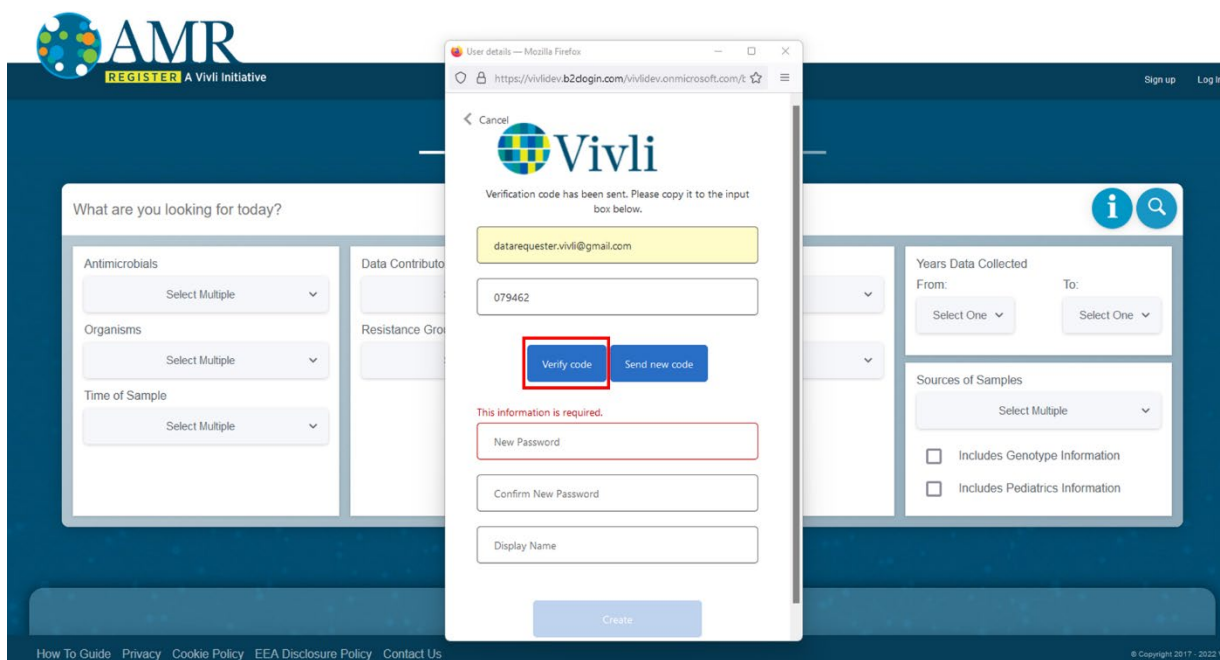 AMR
REGISTER A Vivli Initiative
Sign up Log In
What are you looking for today?
Antimicrobials
Select Multiple
Organisms
Select Multiple
Time of Sample
Select Multiple
Data Contributo
Resistance Grou
User details — Mozilla Firefox
https://vivlidev.b2clogin.com/vivlidev.onmicrosoft.com/t
Cancel
Vivli
Verification code has been sent. Please copy it to the input
box below.
datarequester.vivli@gmail.com
079462
Verify code Send new code
This information is required.
New Password
Confirm New Password
Display Name
Create
i
Years Data Collected
From: To:
Select One Select One
Sources of Samples
Select Multiple
Includes Genotype Information
Includes Pediatrics Information
How To Guide Privacy Cookie Policy EEA Disclosure Policy Contact Us
© Copyright 2017 - 2022